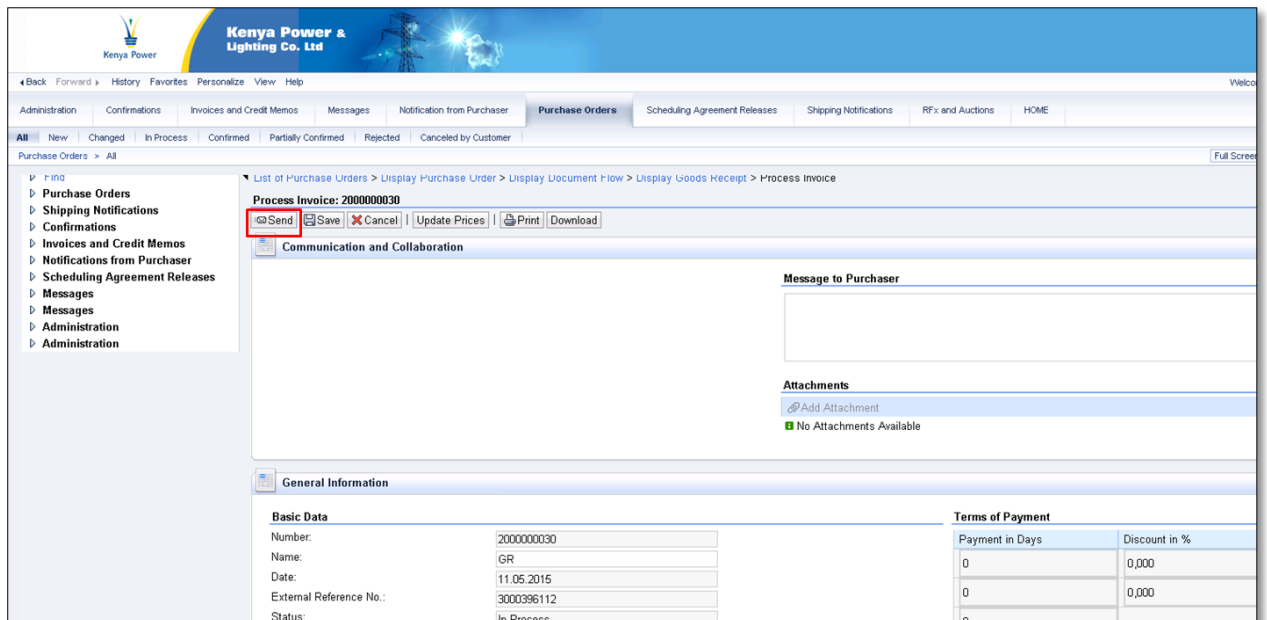 Kenya Power
Kenya Power &
Lighting Co. Ltd
Back Forward History Favorites Personalize View Help
Administration Confirmations Invoices and Credit Memos Messages Notification from Purchaser Purchase Orders Scheduling Agreement Releases Shipping Notifications RFx and Auctions HOME
All New Changed In Process Confirmed Partially Confirmed Rejected Canceled by Customer
Purchase Orders > All
Find
Purchase Orders
Shipping Notifications
Confirmations
Invoices and Credit Memos
Notifications from Purchaser
Scheduling Agreement Releases
Messages
Messages
Administration
Administration
List of Purchase Orders > Display Purchase Order > Display Document Flow > Display Goods Receipt > Process Invoice
Process Invoice: 2000000030
Send Save Cancel | Update Prices | Print Download
Communication and Collaboration
Message to Purchaser
Attachments
Add Attachment
No Attachments Available
General Information
Basic Data
Number: 2000000030
Name: GR
Date: 11.05.2015
External Reference No.: 3000396112
Status: In Process
Terms of Payment
Payment in Days Discount in %
0 0,000
0 0,000